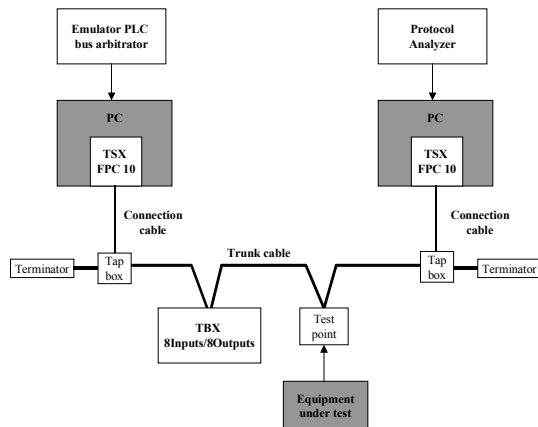 Emulator PLC
bus arbitrator
Protocol
Analyzer
PC
PC
TSX
FPC 10
TSX
FPC 10
Connection
cable
Connection
cable
Terminator
Tap
box
Trunk cable
Tap
box
Terminator
TBX
8Inputs/8Outputs
Test
point
Equipment
under test